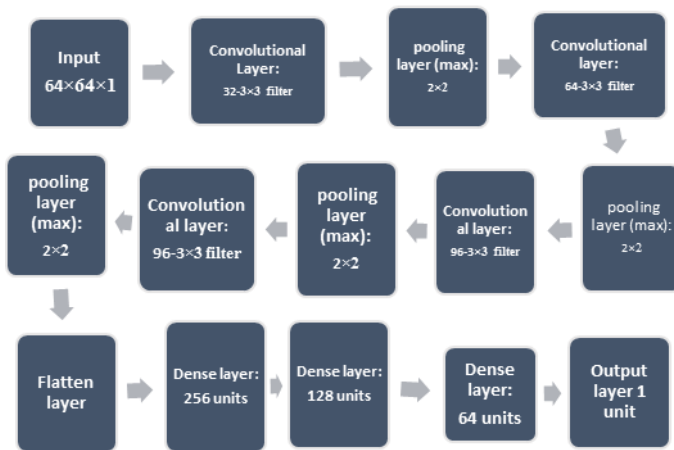 Input
64×64×1
Convolutional
Layer:
32-3×3 filter
pooling
layer (max):
2×2
Convolutional
layer:
64-3×3 filter
pooling
layer (max):
2×2
Convolution
al layer:
96-3×3 filter
pooling
layer
(max):
2×2
Convolution
al layer:
96-3×3 filter
pooling
layer
(max):
2×2
Flatten
layer
Dense layer:
256 units
Dense layer:
128 units
Dense
layer:
64 units
Output
layer 1
unit